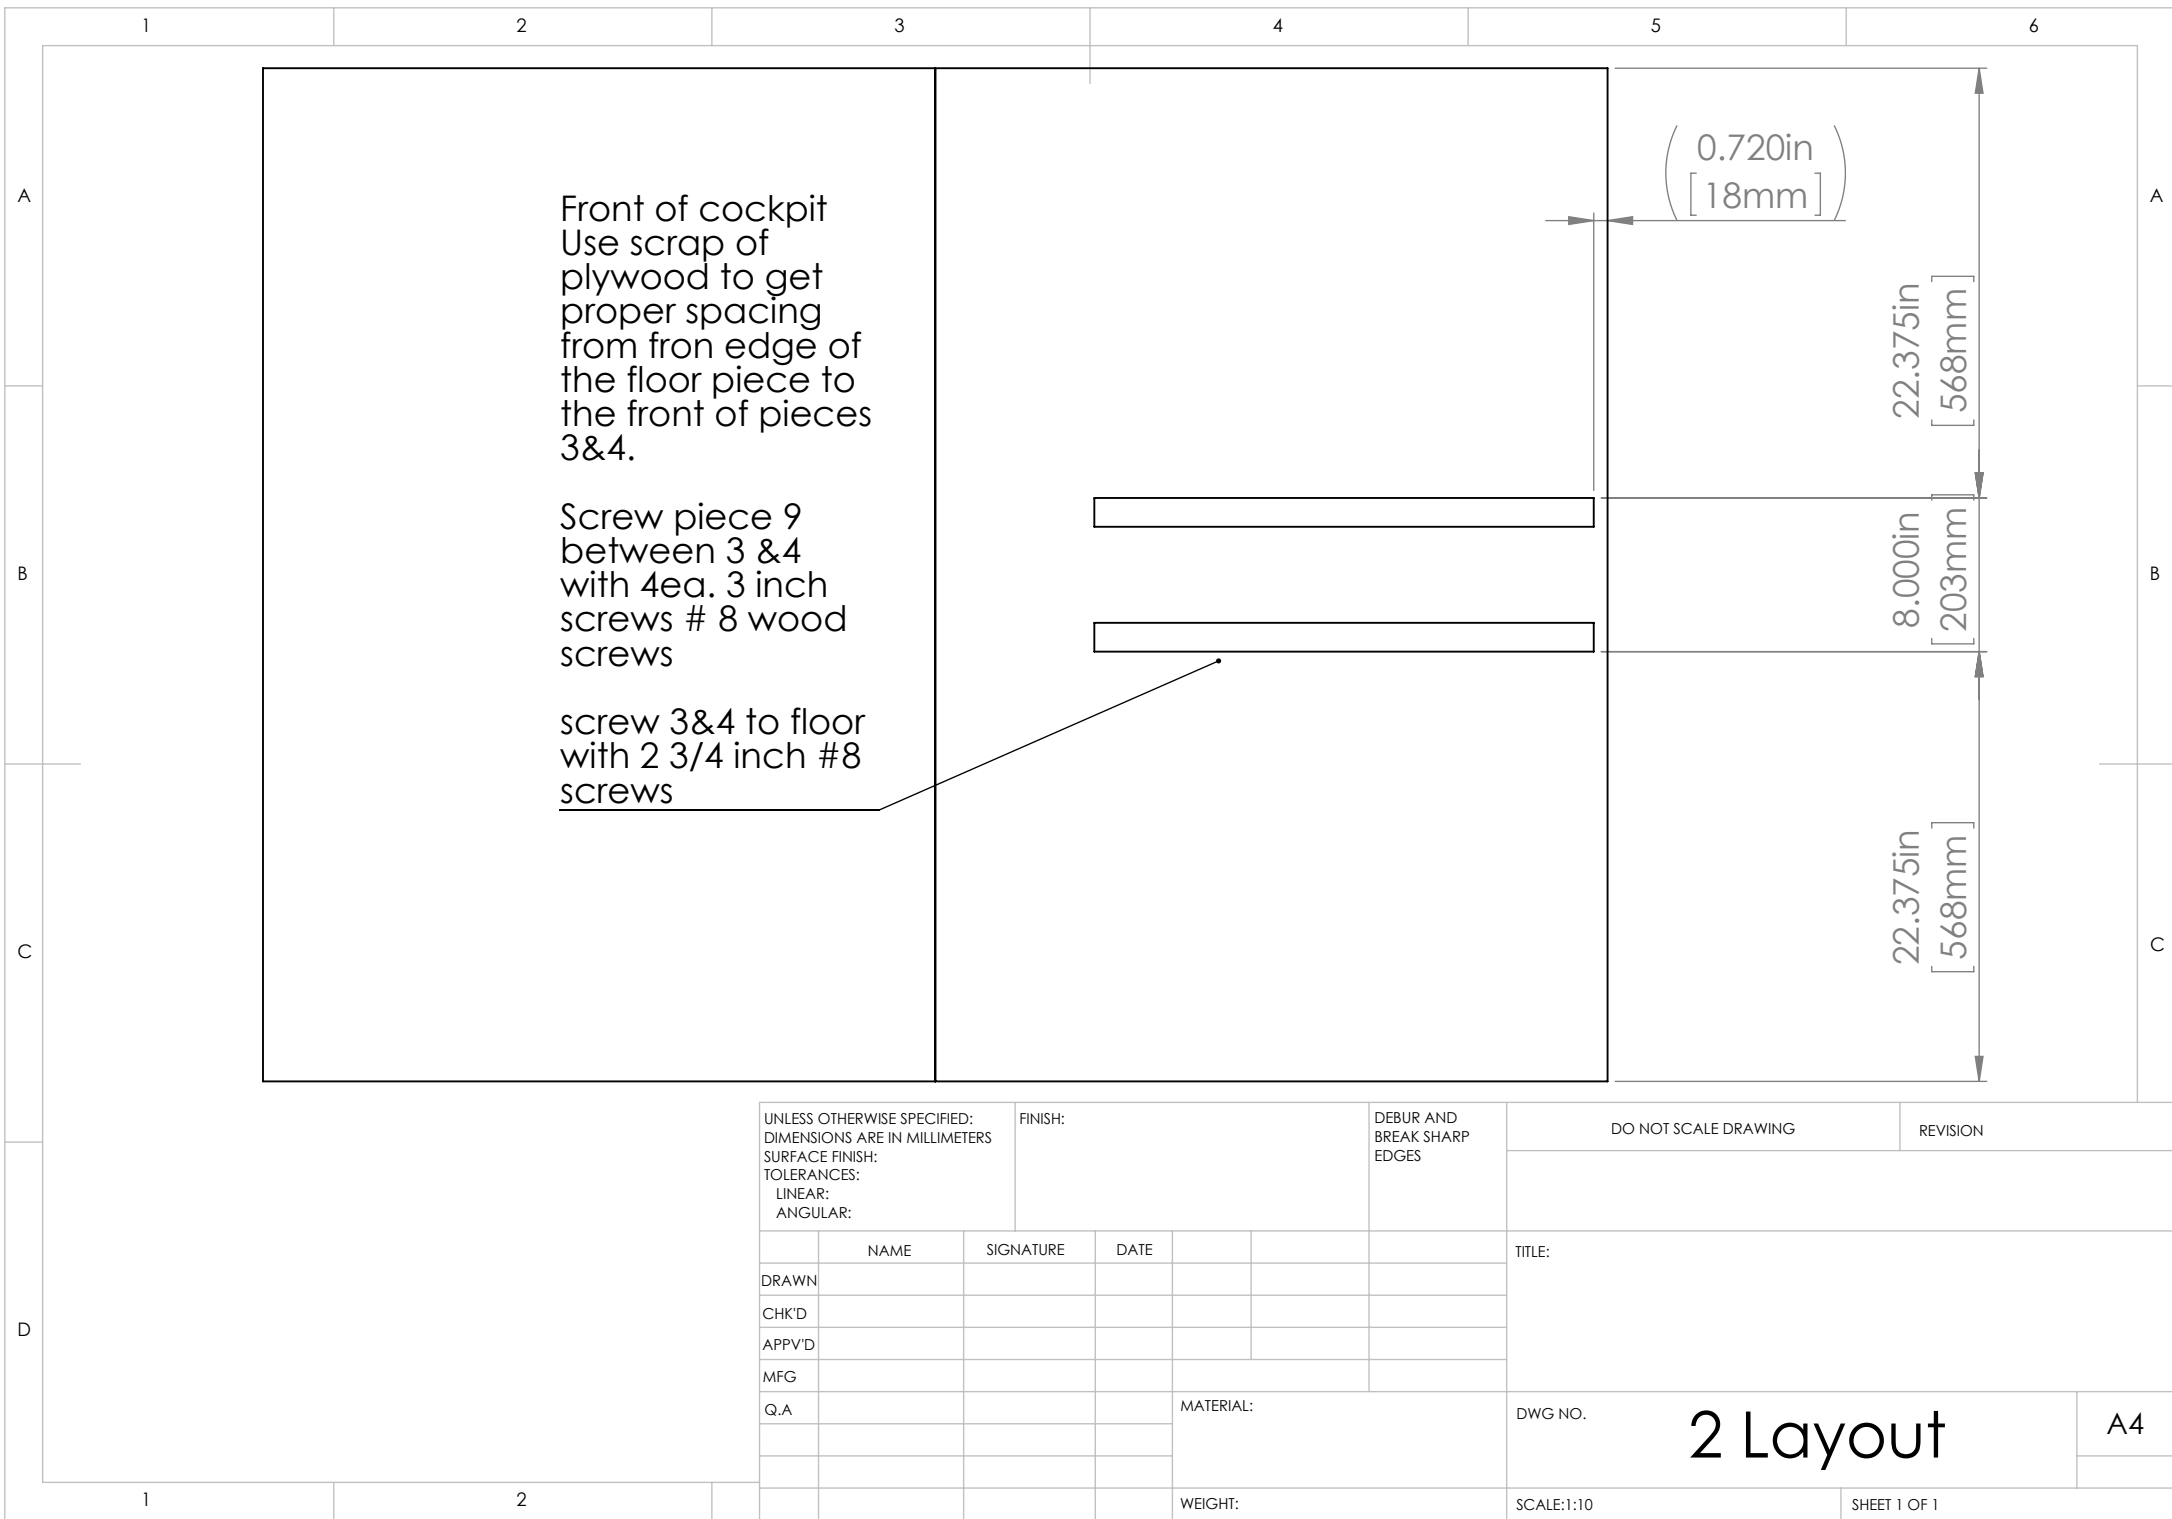 1 2 3 4 5 6
A A
Front of cockpit
Use scrap of
plywood to get
proper spacing
from fron edge of
the floor piece to
the front of pieces
3&4.
Screw piece 9
between 3 &4
with 4ea. 3 inch
screws # 8 wood
screws
screw 3&4 to floor
with 2 3/4 inch #8
screws
0.720in
[18mm]
22.375in
[568mm]
8.000in
[203mm]
22.375in
[568mm]
B B
C C
D
UNLESS OTHERWISE SPECIFIED:
DIMENSIONS ARE IN MILLIMETERS
SURFACE FINISH:
TOLERANCES:
LINEAR:
ANGULAR:
FINISH:
DEBUR AND
BREAK SHARP
EDGES
DO NOT SCALE DRAWING
REVISION
NAME SIGNATURE DATE
DRAWN
CHK'D
APPV'D
MFG
Q.A
TITLE:
MATERIAL:
DWG NO.
2 Layout
A4
WEIGHT:
SCALE:1:10
SHEET 1 OF 1
1 2